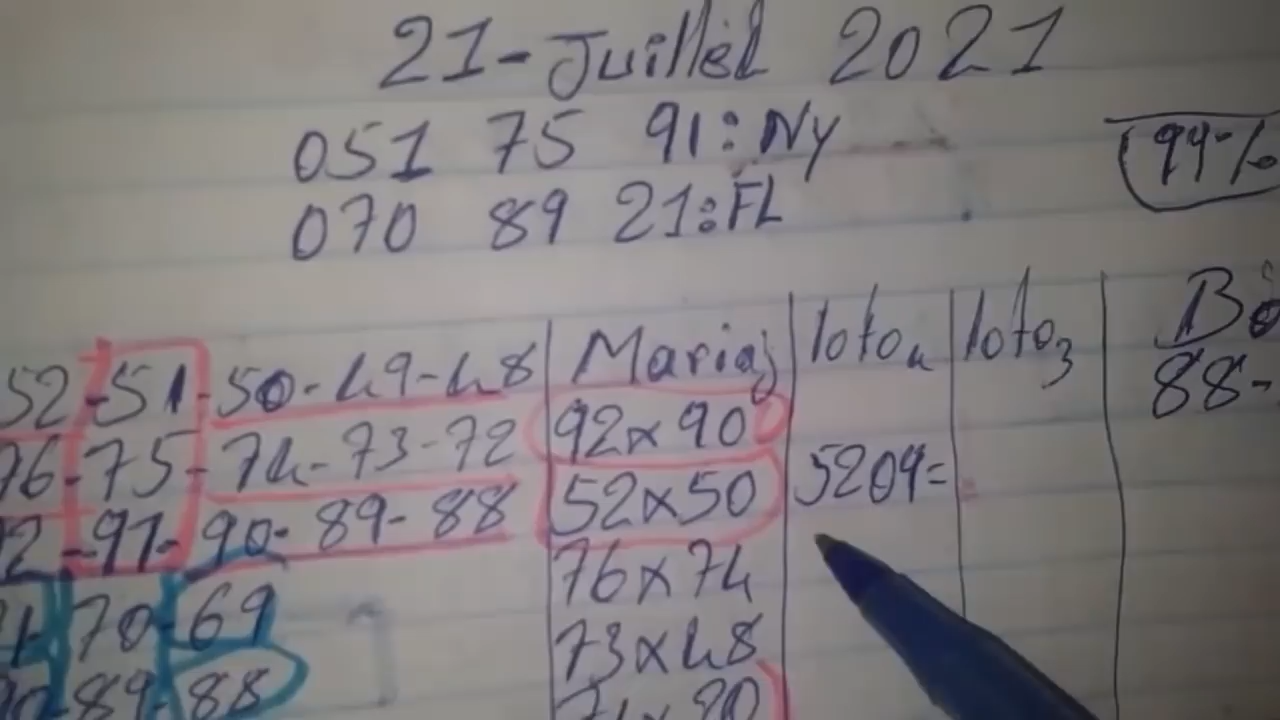 21-Juillet 2021
051 75 91:NY
070 89 21:FL
99%
52-51-50-49-48
76-75-74-73-72
-91-90-89-88
70-69
-89-88
Mariaj
92x90
52x50
76x74
73x48
loto4
5209=
loto3
88-